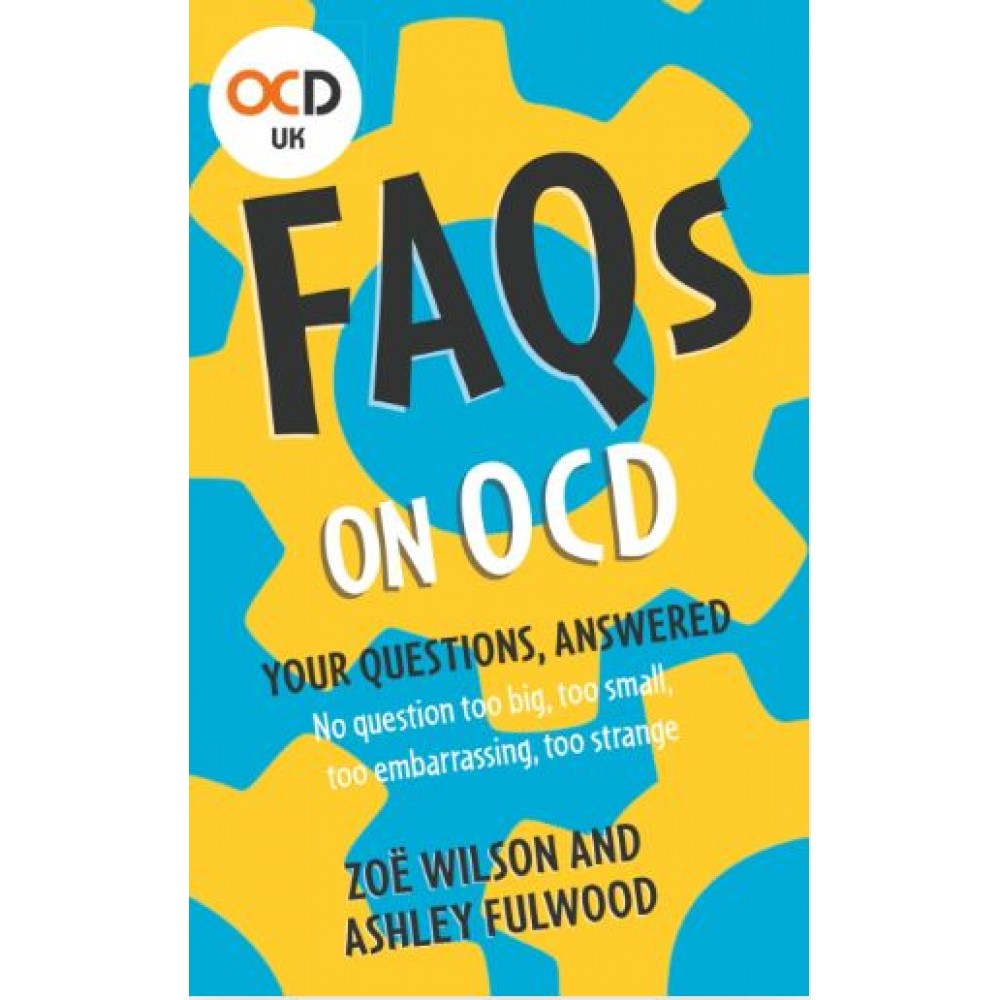 OCD
UK
FAQs
ON OCD
YOUR QUESTIONS, ANSWERED
No question too big, too small,
too embarrassing, too strange
ZOË WILSON AND
ASHLEY FULWOOD